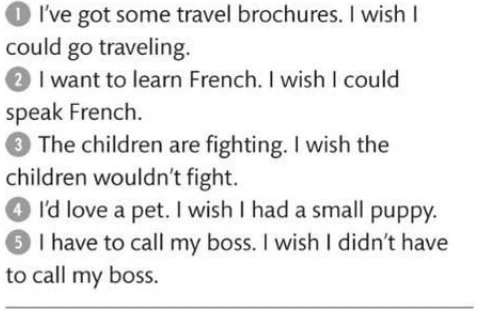 1 I've got some travel brochures. I wish I
could go traveling.
2 I want to learn French. I wish I could
speak French.
3 The children are fighting. I wish the
children wouldn't fight.
4 I'd love a pet. I wish I had a small puppy.
5 I have to call my boss. I wish I didn't have
to call my boss.